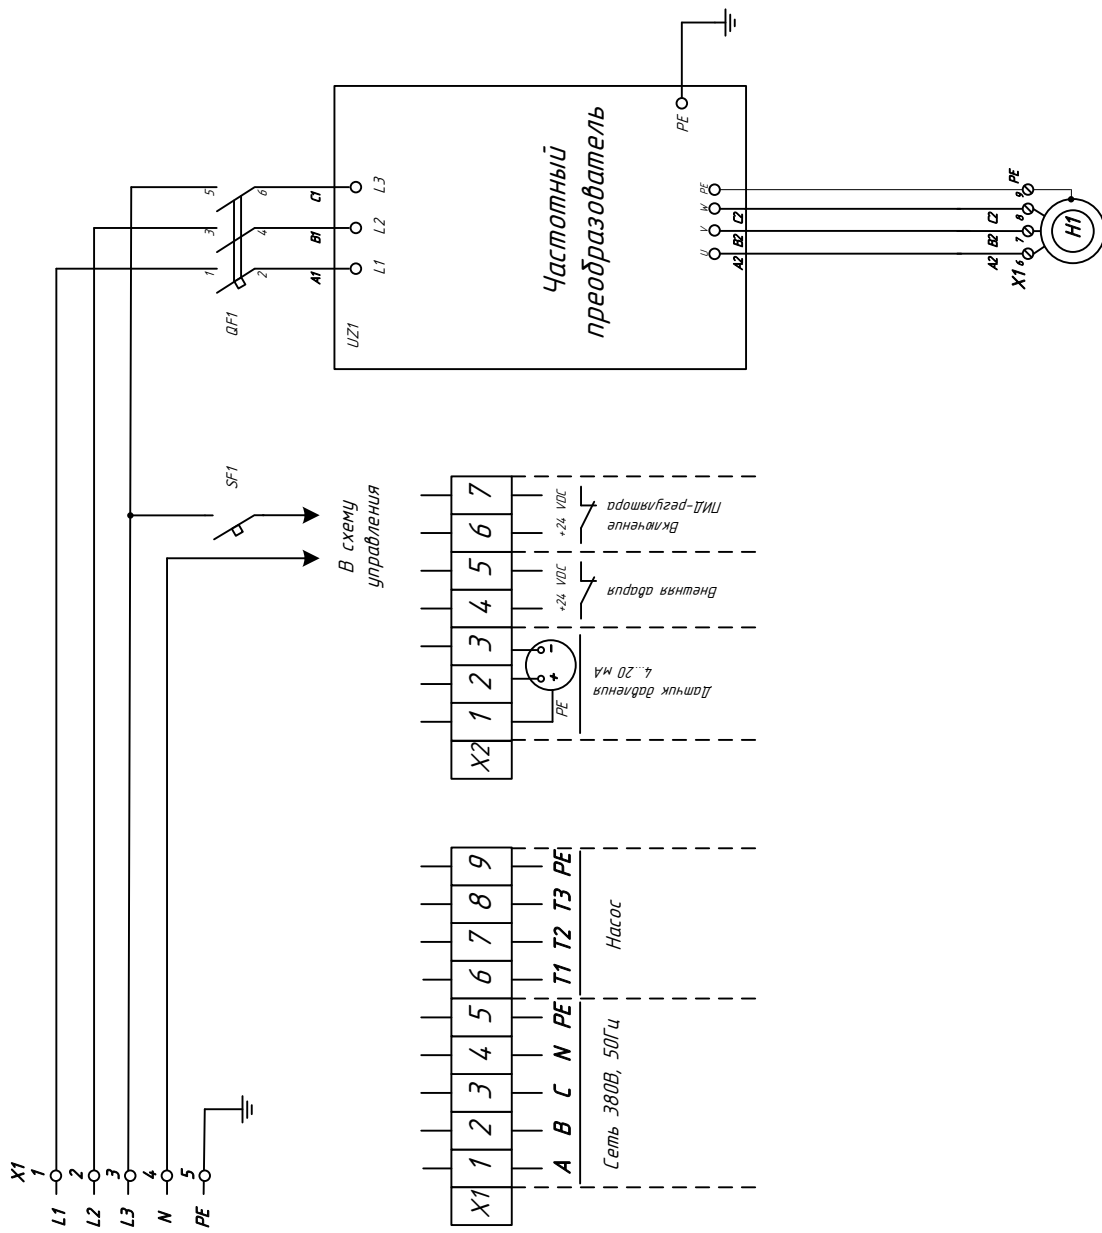 X1
1
2
3
4
5
L1
L2
L3
N
PE
SF1
В схему
управления
QF1
1
3
5
2
4
6
A1
B1
C1
UZ1
L1
L2
L3
Частотный
преобразователь
PE
U
V
W
PE
A2
B2
C2
A2
B2
C2
PE
X1
6
7
8
9
H1
X1
1
2
3
4
5
6
7
8
9
A
B
C
N
PE
T1
T2
T3
PE
Сеть 380В, 50Гц
Насос
X2
1
2
3
4
5
6
7
PE
+
-
+24 VDC
+24 VDC
Датчик давления
4...20 мА
Внешняя авария
Включение
ПИД-регулятора